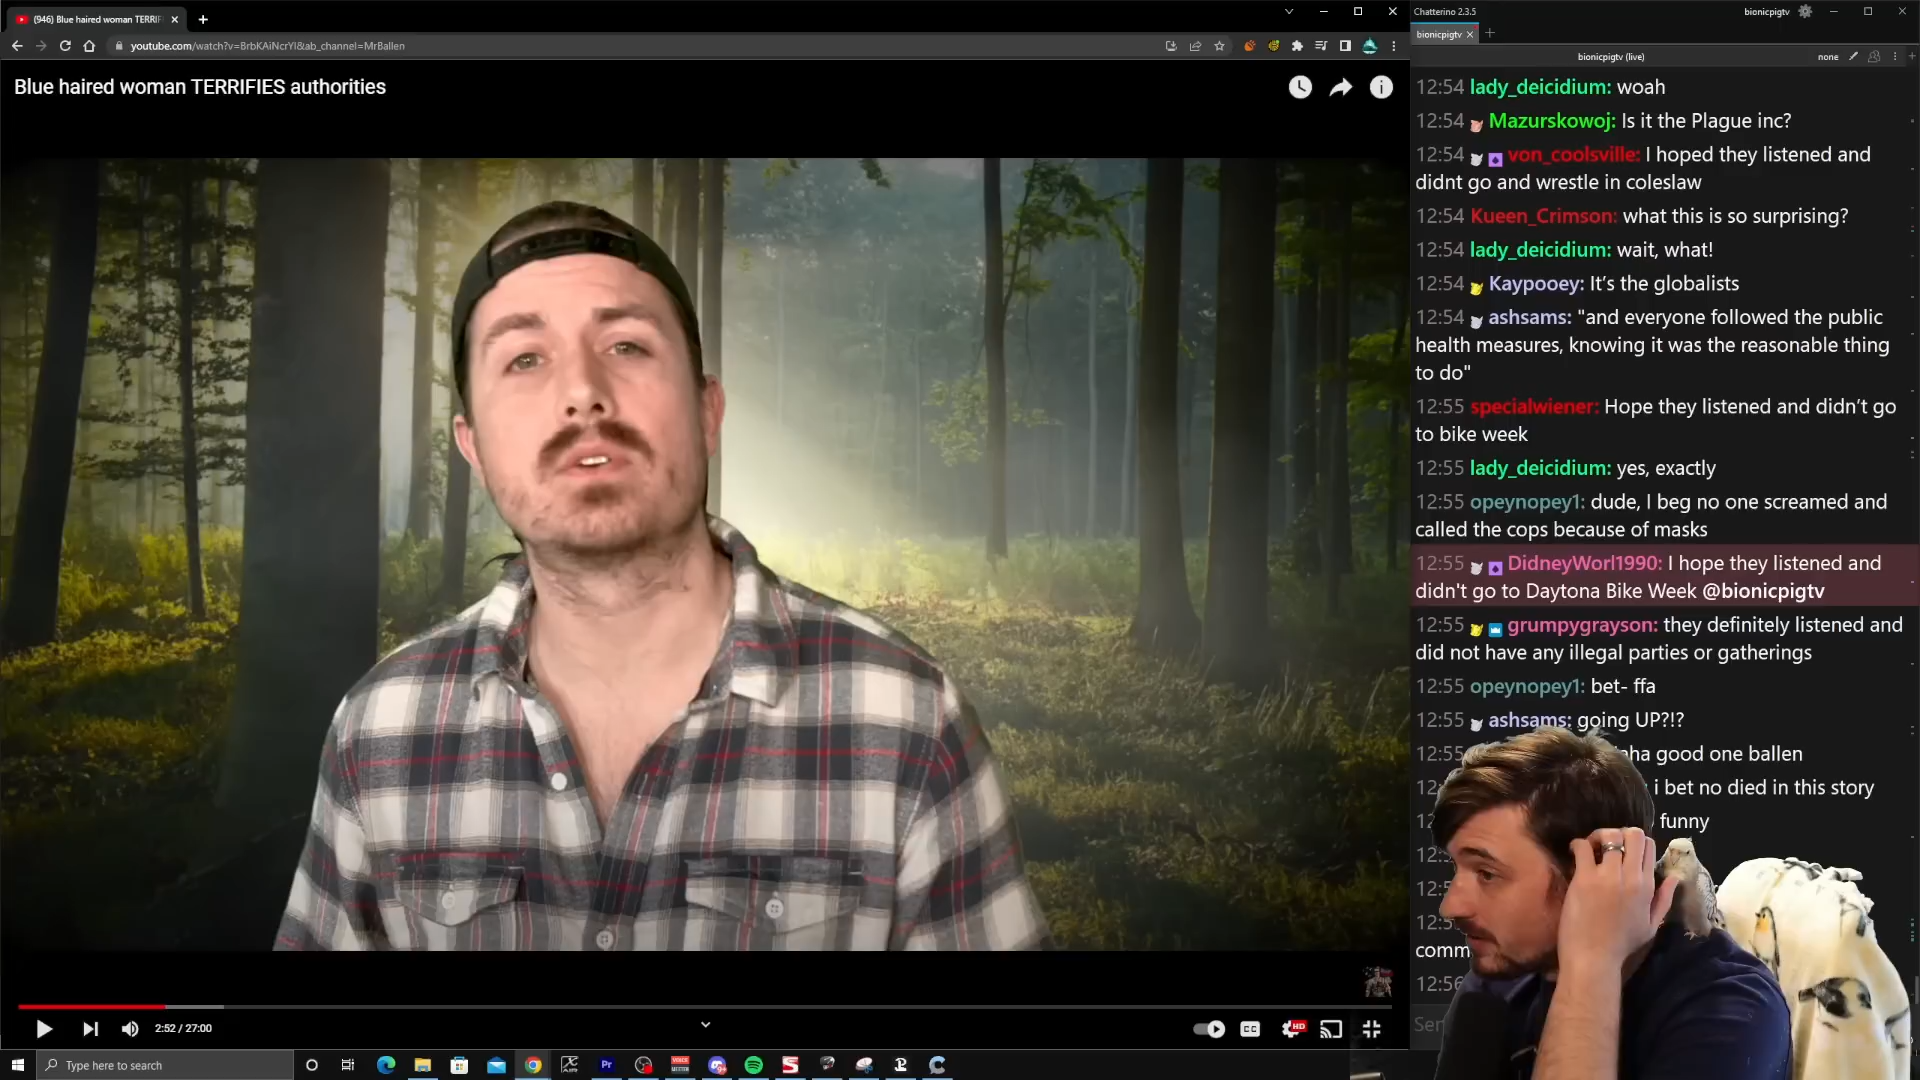 (946) Blue haired woman TERRIF
youtube.com/watch?v=BrbKAiNcrYI&ab_channel=MrBallen
Blue haired woman TERRIFIES authorities
2:52 / 27:00
CC
HD
Type here to search
Pr
Chatterino 2.3.5
bionicpigtv
bionicpigtv
bionicpigtv (live)
none
12:54 lady_deicidium: woah
12:54 Mazurskowoj: Is it the Plague inc?
12:54 von_coolsville: I hoped they listened and
didnt go and wrestle in coleslaw
12:54 Kueen_Crimson: what this is so surprising?
12:54 lady_deicidium: wait, what!
12:54 Kaypooey: It’s the globalists
12:54 ashsams: "and everyone followed the public
health measures, knowing it was the reasonable thing
to do"
12:55 specialwiener: Hope they listened and didn’t go
to bike week
12:55 lady_deicidium: yes, exactly
12:55 opeynopey1: dude, I beg no one screamed and
called the cops because of masks
12:55 DidneyWorl1990: I hope they listened and
didn't go to Daytona Bike Week @bionicpigtv
12:55 grumpygrayson: they definitely listened and
did not have any illegal parties or gatherings
12:55 opeynopey1: bet- ffa
12:55 ashsams: going UP?!?
12:55 good one ballen
i bet no died in this story
funny
comm
12:56